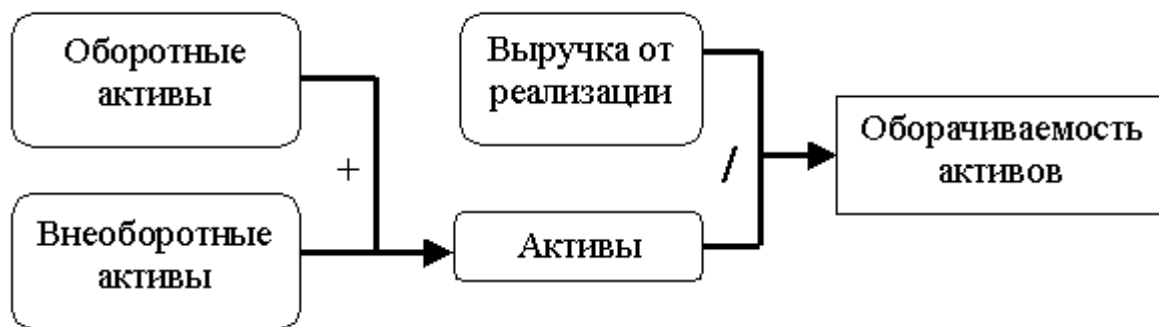 Оборотные
активы
Выручка от
реализации
Оборачиваемость
активов
+
/
Внеоборотные
активы
Активы